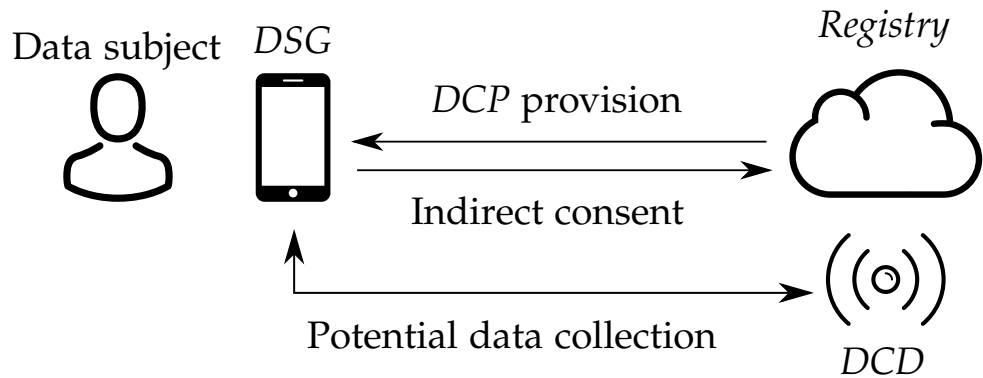 Data subject
DSG
Registry
DCP provision
Indirect consent
Potential data collection
DCD